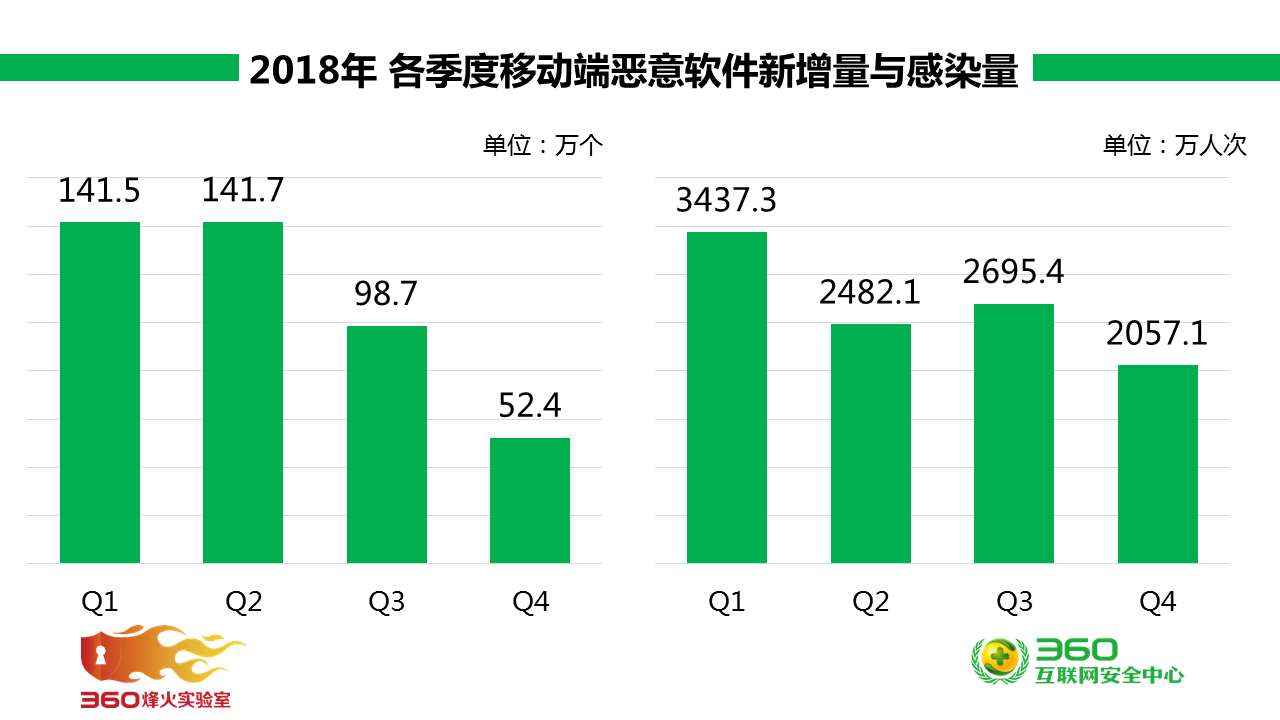 2018年 各季度移动端恶意软件新增量与感染量
单位：万个
141.5
141.7
98.7
52.4
Q1 Q2 Q3 Q4
单位：万人次
3437.3
2482.1
2695.4
2057.1
Q1 Q2 Q3 Q4
360烽火实验室
360
互联网安全中心